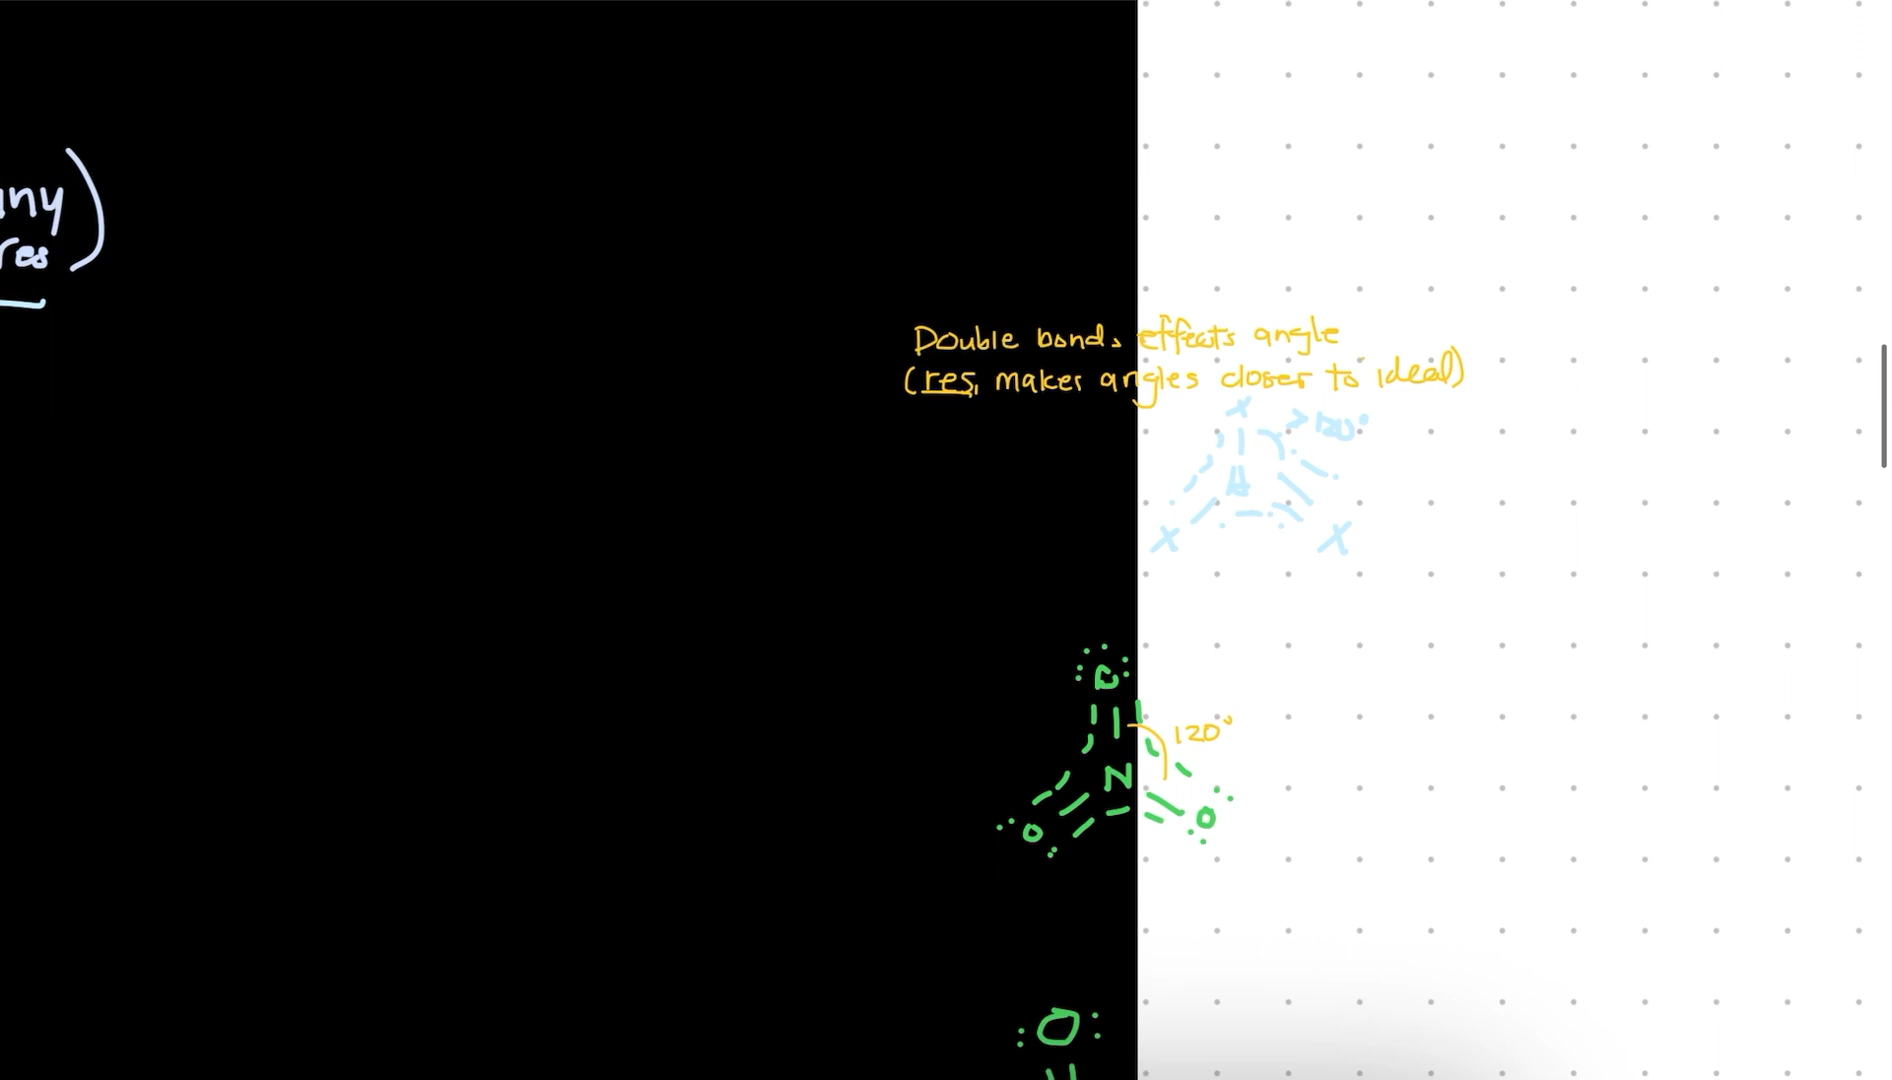 any)
res
Double bonds effects angle
(res. makes angles closer to ideal)
X >120°
A
X X
O
120°
N
O O
O